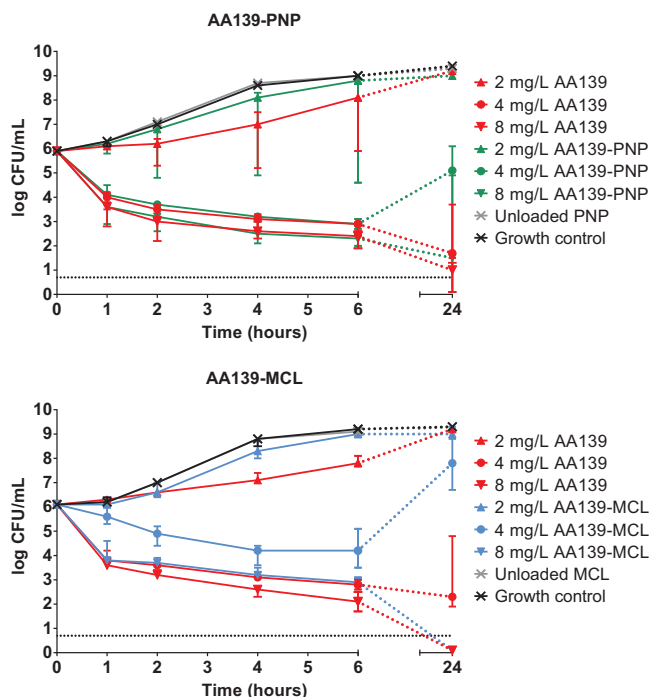 AA139-PNP
log CFU/mL
10
9
8
7
6
5
4
3
2
1
0
0 1 2 3 4 5 6 24
Time (hours)
2 mg/L AA139
4 mg/L AA139
8 mg/L AA139
2 mg/L AA139-PNP
4 mg/L AA139-PNP
8 mg/L AA139-PNP
Unloaded PNP
Growth control
AA139-MCL
log CFU/mL
10
9
8
7
6
5
4
3
2
1
0
0 1 2 3 4 5 6 24
Time (hours)
2 mg/L AA139
4 mg/L AA139
8 mg/L AA139
2 mg/L AA139-MCL
4 mg/L AA139-MCL
8 mg/L AA139-MCL
Unloaded MCL
Growth control